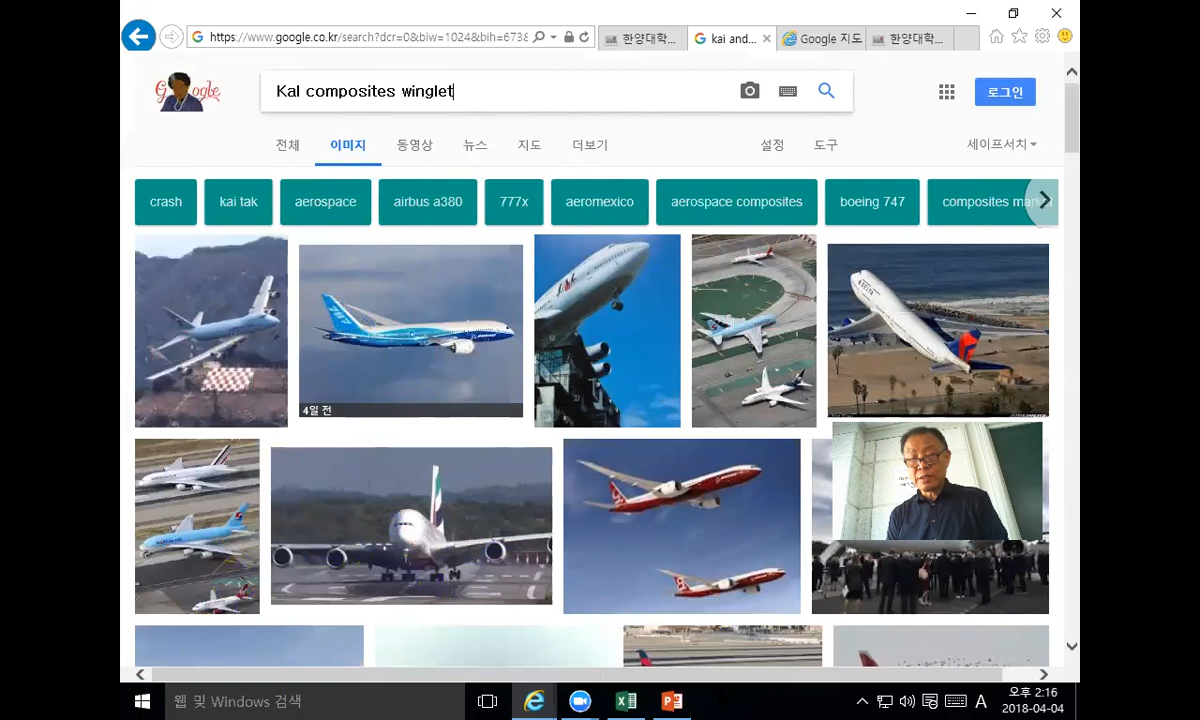 https://www.google.co.kr/search?dcr=0&biw=1024&bih=673&
한양대학...
kai and...
Google 지도
한양대학...
Kal composites winglet
로그인
전체
이미지
동영상
뉴스
지도
더보기
설정
도구
세이프서치
crash
kai tak
aerospace
airbus a380
777x
aeromexico
aerospace composites
boeing 747
composites
4일 전
DELTA
웹 및 Windows 검색
A
오후 2:16
2018-04-04